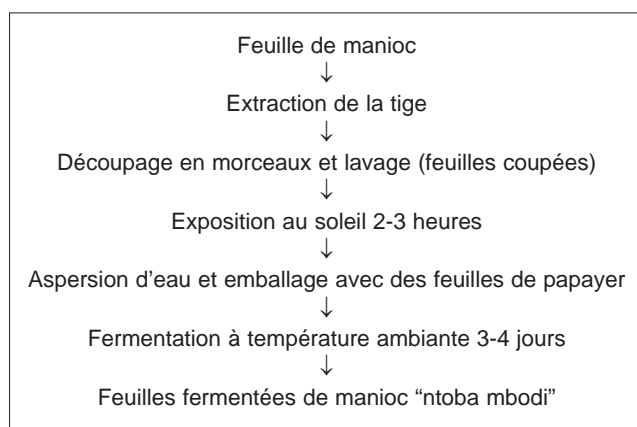 Feuille de manioc
↓
Extraction de la tige
↓
Découpage en morceaux et lavage (feuilles coupées)
↓
Exposition au soleil 2-3 heures
↓
Aspersion d'eau et emballage avec des feuilles de papayer
↓
Fermentation à température ambiante 3-4 jours
↓
Feuilles fermentées de manioc “ntoba mbodi”